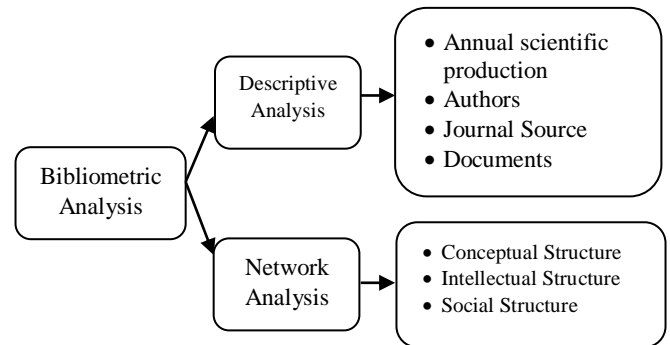 Bibliometric
Analysis
Descriptive
Analysis
• Annual scientific
production
• Authors
• Journal Source
• Documents
Network
Analysis
• Conceptual Structure
• Intellectual Structure
• Social Structure